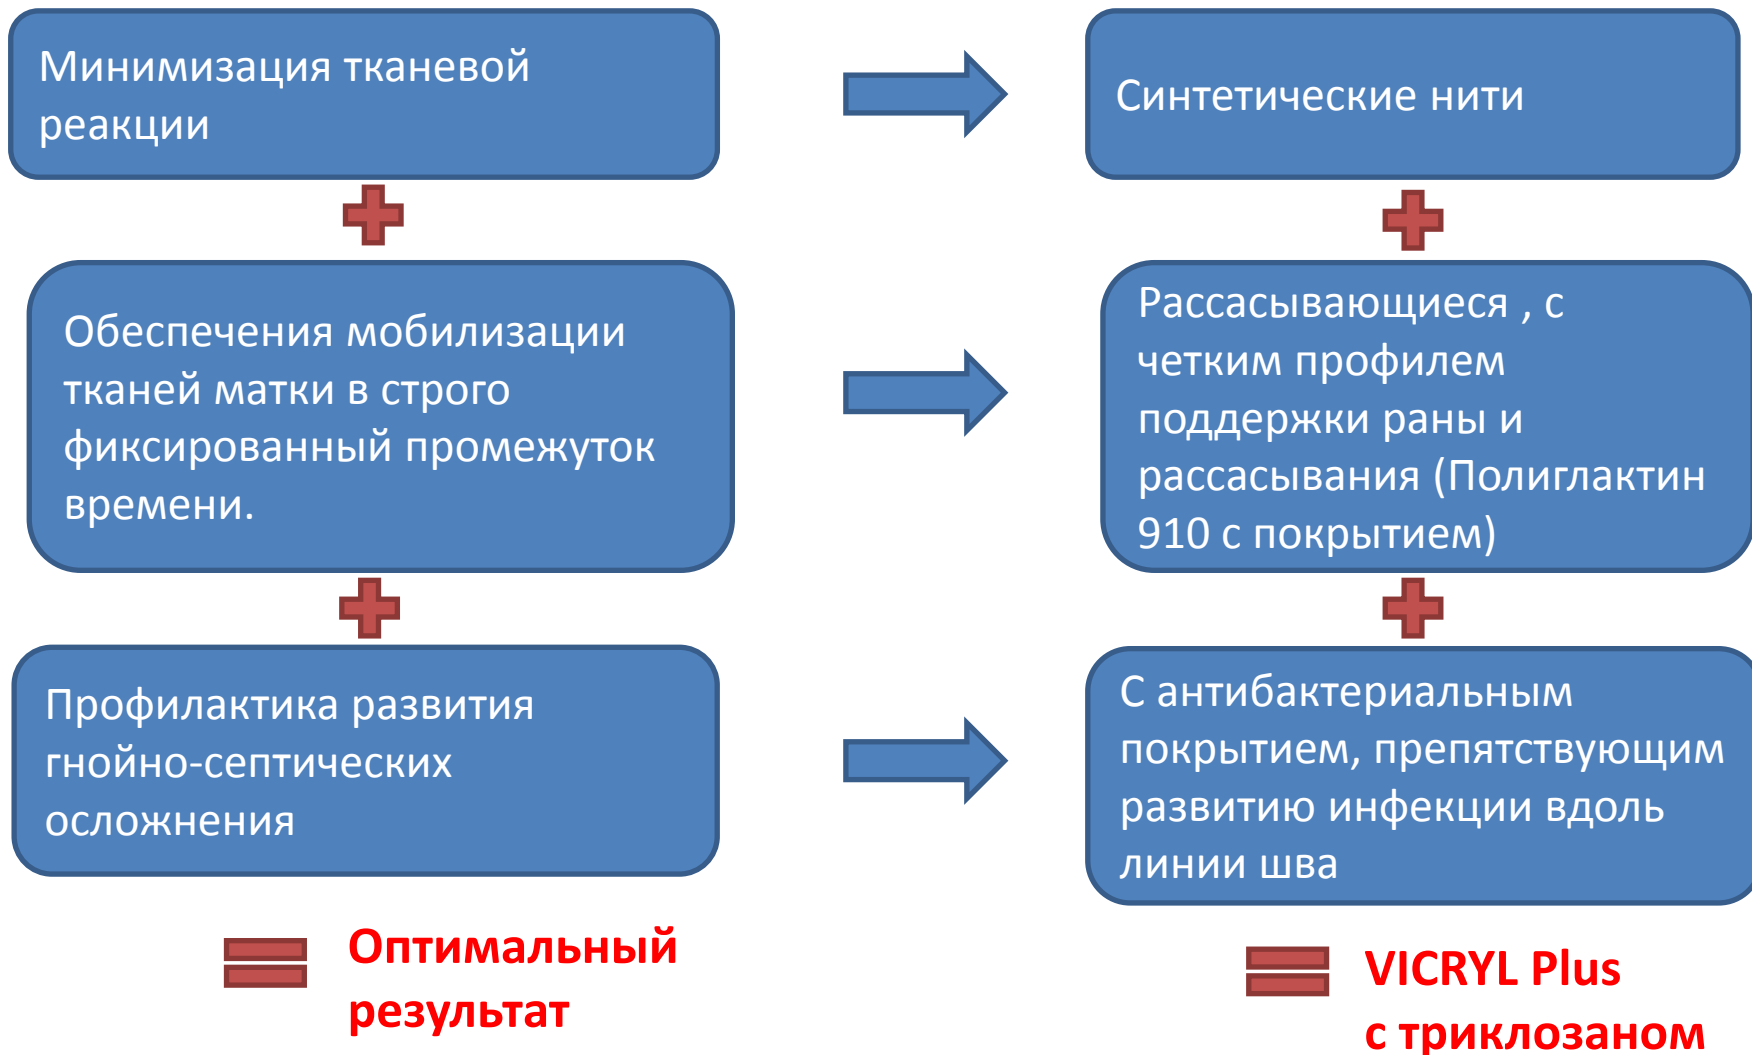 Минимизация тканевой
реакции
Синтетические нити
Обеспечения мобилизации
тканей матки в строго
фиксированный промежуток
времени.
Рассасывающиеся , с
четким профилем
поддержки раны и
рассасывания (Полиглактин
910 с покрытием)
Профилактика развития
гнойно-септических
осложнения
С антибактериальным
покрытием, препятствующим
развитию инфекции вдоль
линии шва
Оптимальный
результат
VICRYL Plus
с триклозаном